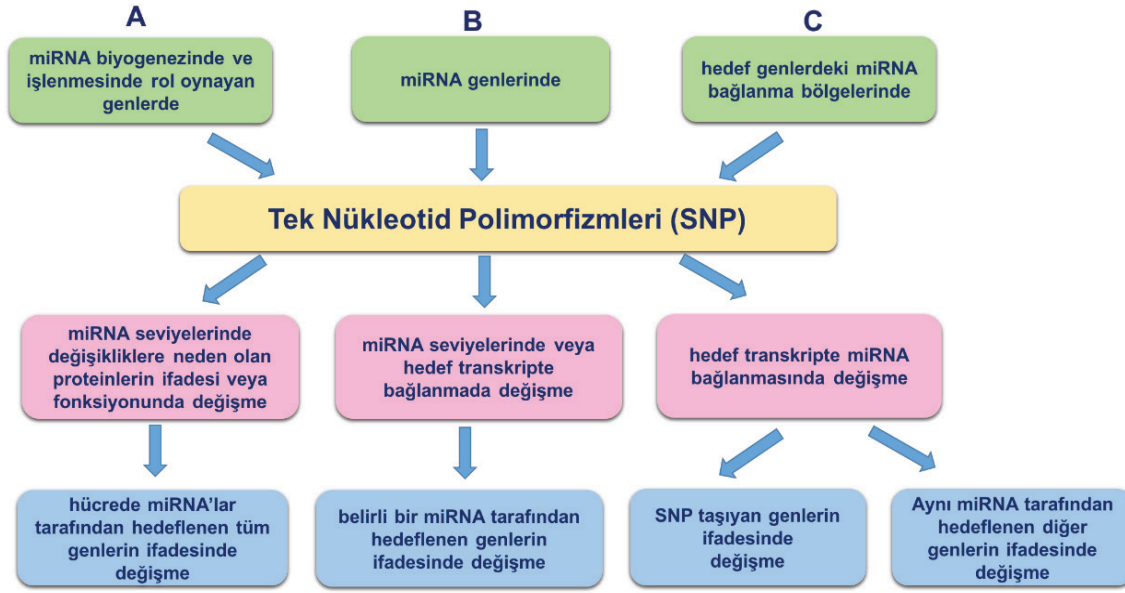 A
B
C
miRNA biyogenezinde ve
işlenmesinde rol oynayan
genlerde
miRNA genlerinde
hedef genlerdeki miRNA
bağlanma bölgelerinde
Tek Nükleotid Polimorfizmleri (SNP)
miRNA seviyelerinde
değişikliklere neden olan
proteinlerin ifadesi veya
fonksiyonunda değişme
miRNA seviyelerinde veya
hedef transkripte
bağlanmada değişme
hedef transkripte miRNA
bağlanmasında değişme
hücrede miRNA’lar
tarafından hedeflenen tüm
genlerin ifadesinde
değişme
belirli bir miRNA tarafından
hedeflenen genlerin
ifadesinde değişme
SNP taşıyan genlerin
ifadesinde
değişme
Aynı miRNA tarafından
hedeflenen diğer
genlerin ifadesinde
değişme